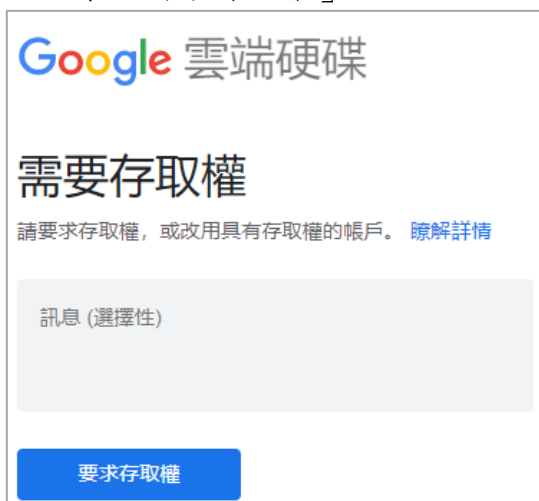 Google 雲端硬碟
需要存取權
請要求存取權，或改用具有存取權的帳戶。 瞭解詳情
訊息 (選擇性)
要求存取權